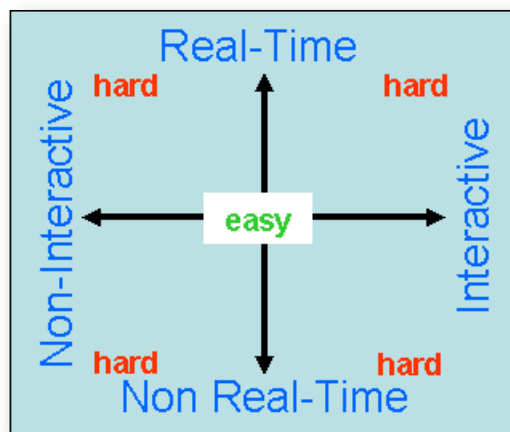 Real-Time
hard
hard
Non-Interactive
easy
Interactive
hard
hard
Non Real-Time